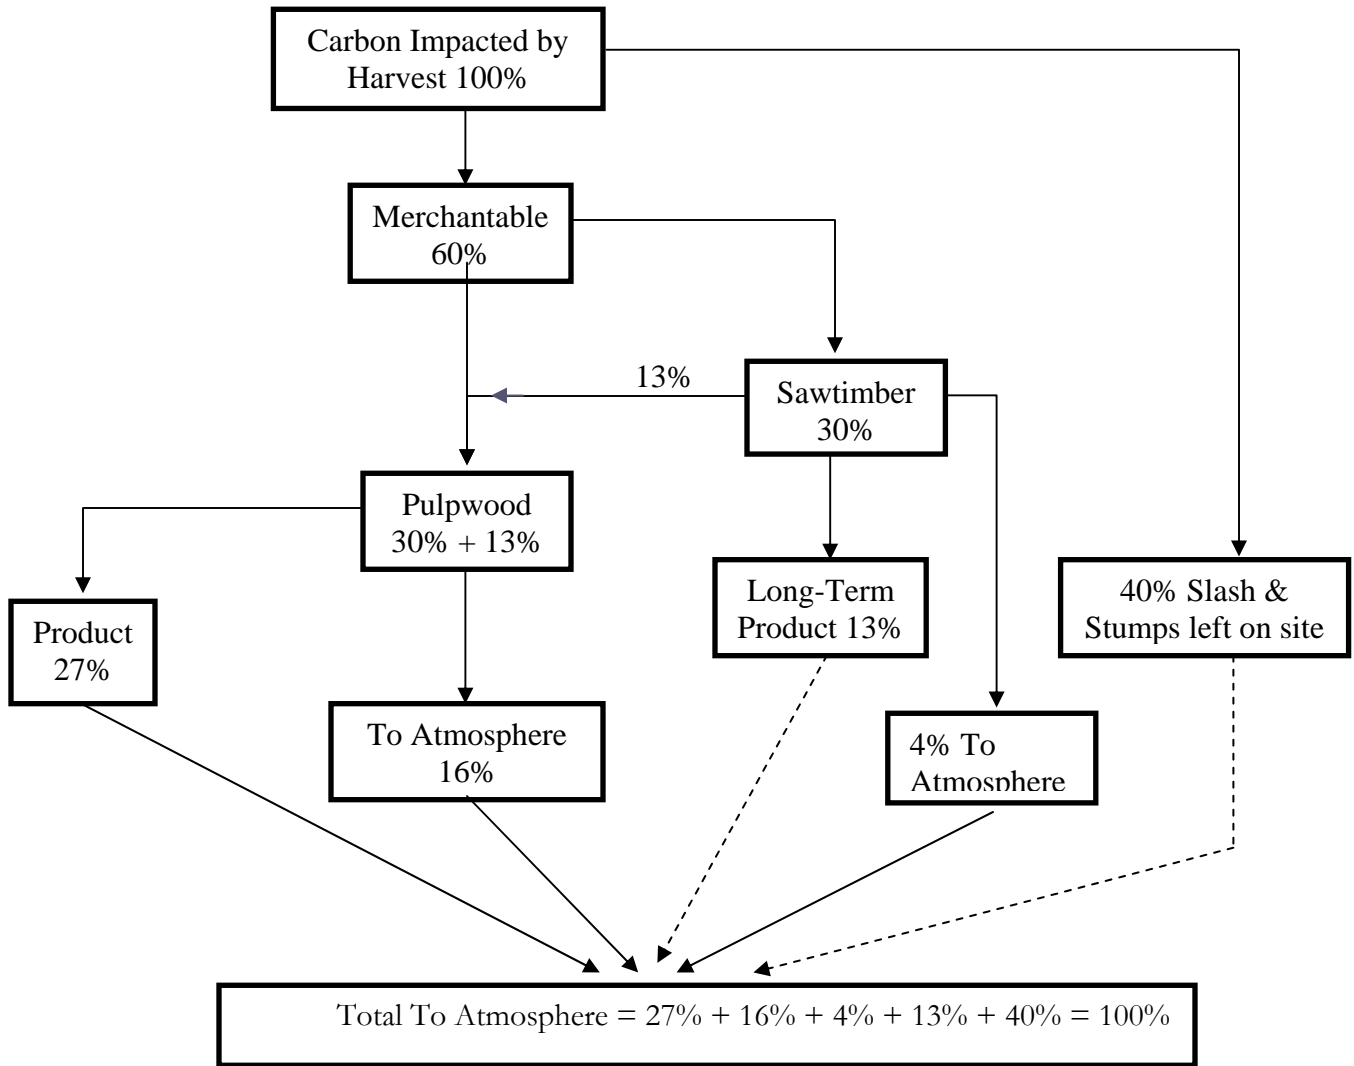 Carbon Impacted by
Harvest 100%
Merchantable
60%
13%
Sawtimber
30%
Pulpwood
30% + 13%
Long-Term
Product 13%
40% Slash &
Stumps left on site
Product
27%
To Atmosphere
16%
4% To
Atmosphere
Total To Atmosphere = 27% + 16% + 4% + 13% + 40% = 100%